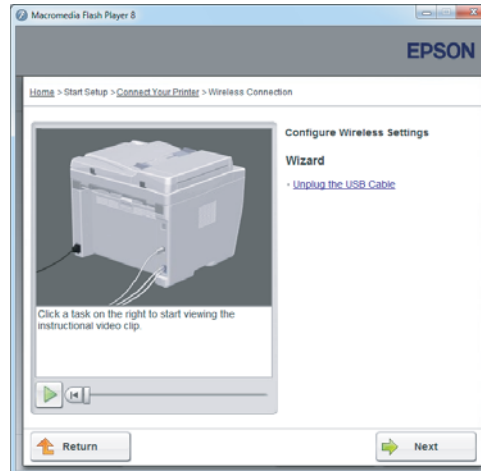 Macromedia Flash Player 8
EPSON
Home > Start Setup > Connect Your Printer > Wireless Connection
Configure Wireless Settings
Wizard
Unplug the USB Cable
Click a task on the right to start viewing the
instructional video clip.
Return
Next